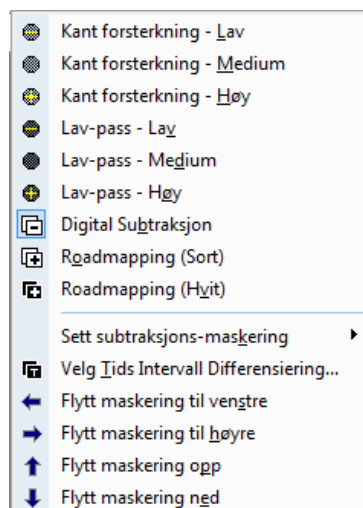 Kant forsterkning - Lav
Kant forsterkning - Medium
Kant forsterkning - Høy
Lav-pass - Lav
Lav-pass - Medium
Lav-pass - Høy
Digital Subtraksjon
Roadmapping (Sort)
Roadmapping (Hvit)
Sett subtraksjons-maskering
Velg Tids Intervall Differensiering...
Flytt maskering til venstre
Flytt maskering til høyre
Flytt maskering opp
Flytt maskering ned